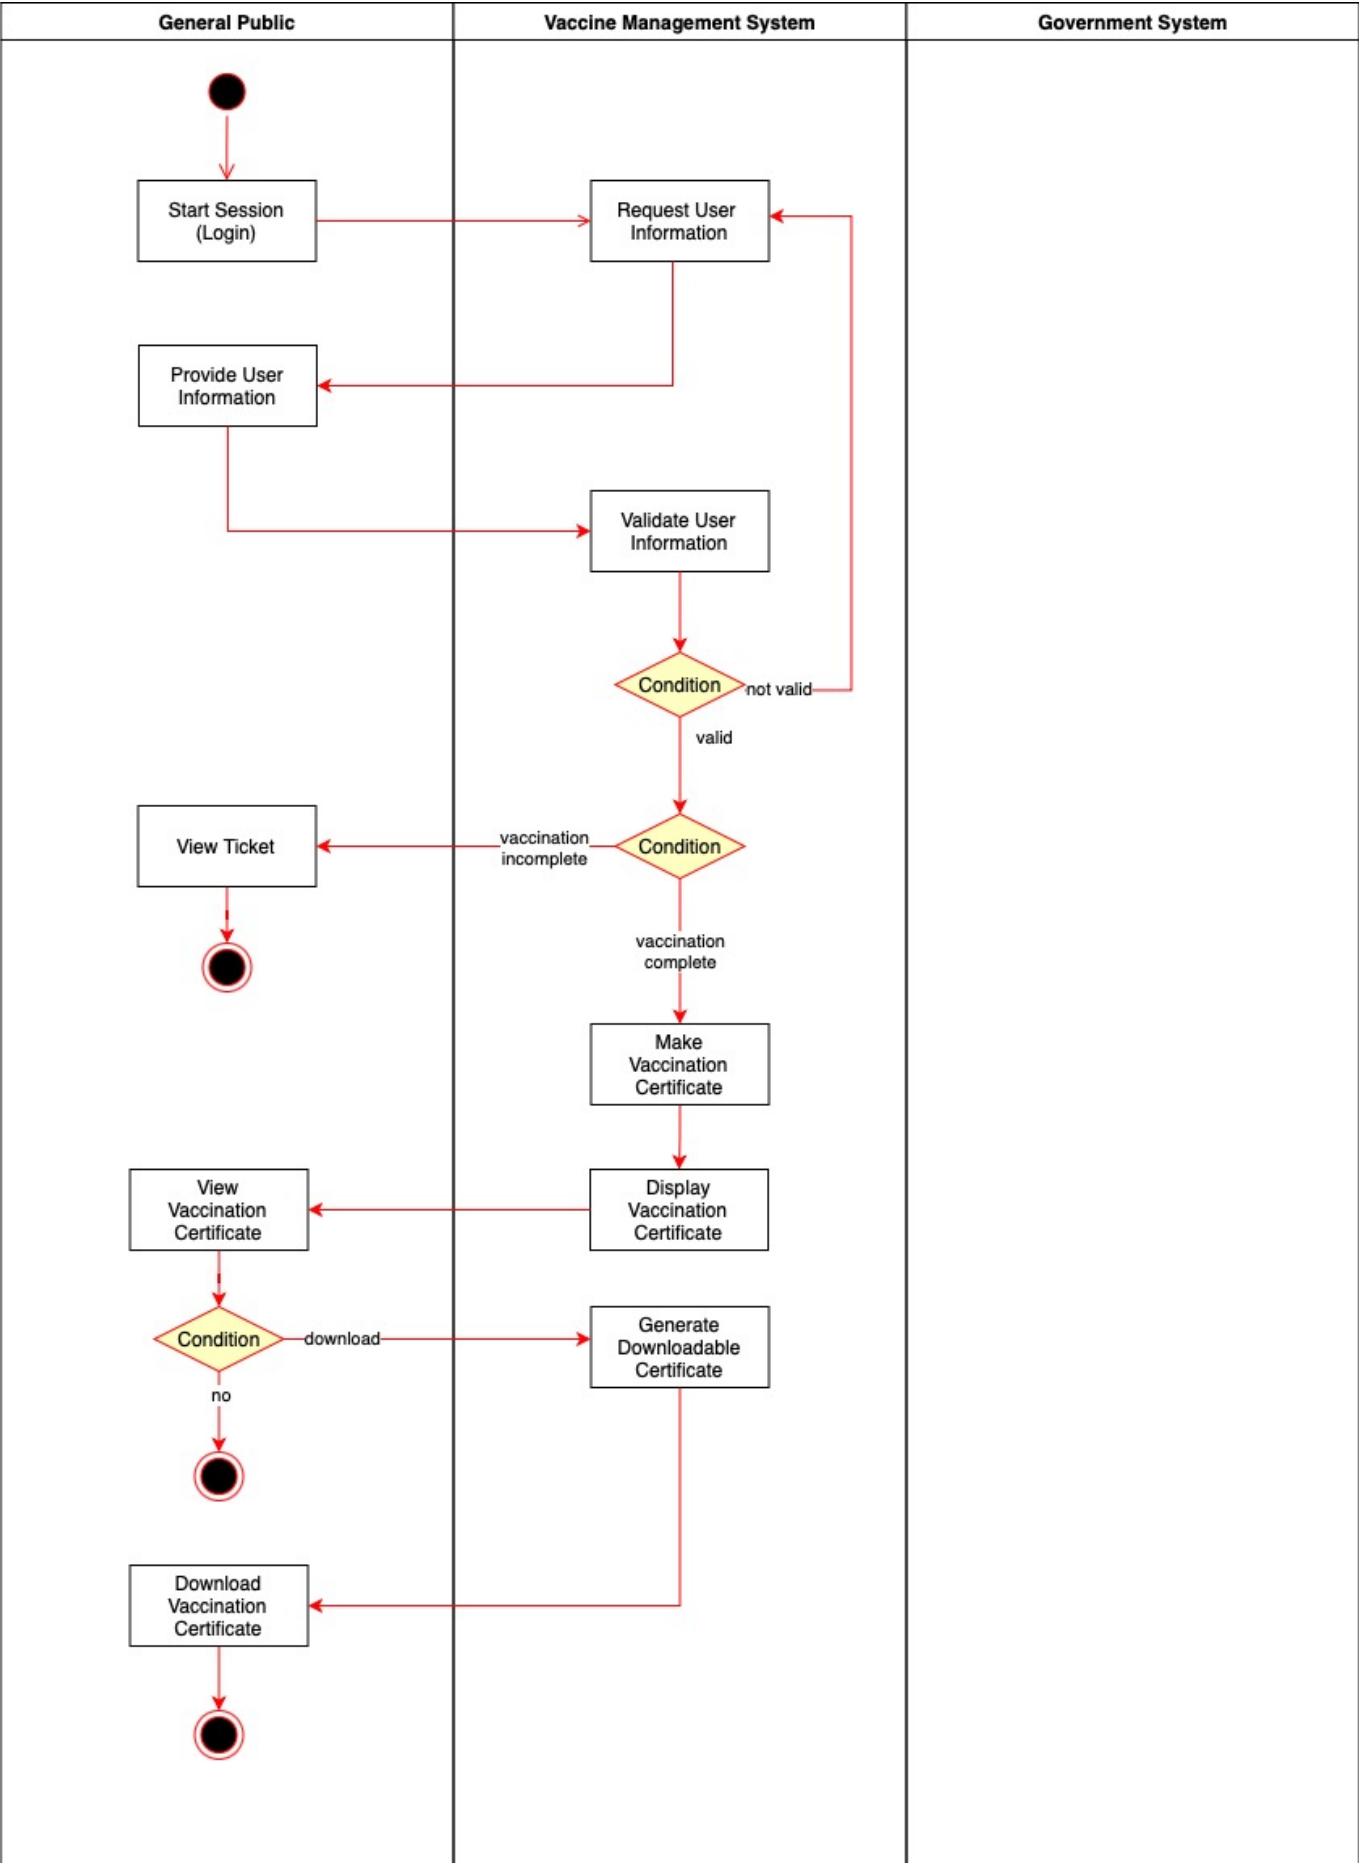 General Public
Vaccine Management System
Government System
Start Session
(Login)
Request User
Information
Provide User
Information
Validate User
Information
Condition
not valid
valid
View Ticket
vaccination
incomplete
Condition
vaccination
complete
Make
Vaccination
Certificate
View
Vaccination
Certificate
Display
Vaccination
Certificate
Condition
download
Generate
Downloadable
Certificate
no
Download
Vaccination
Certificate